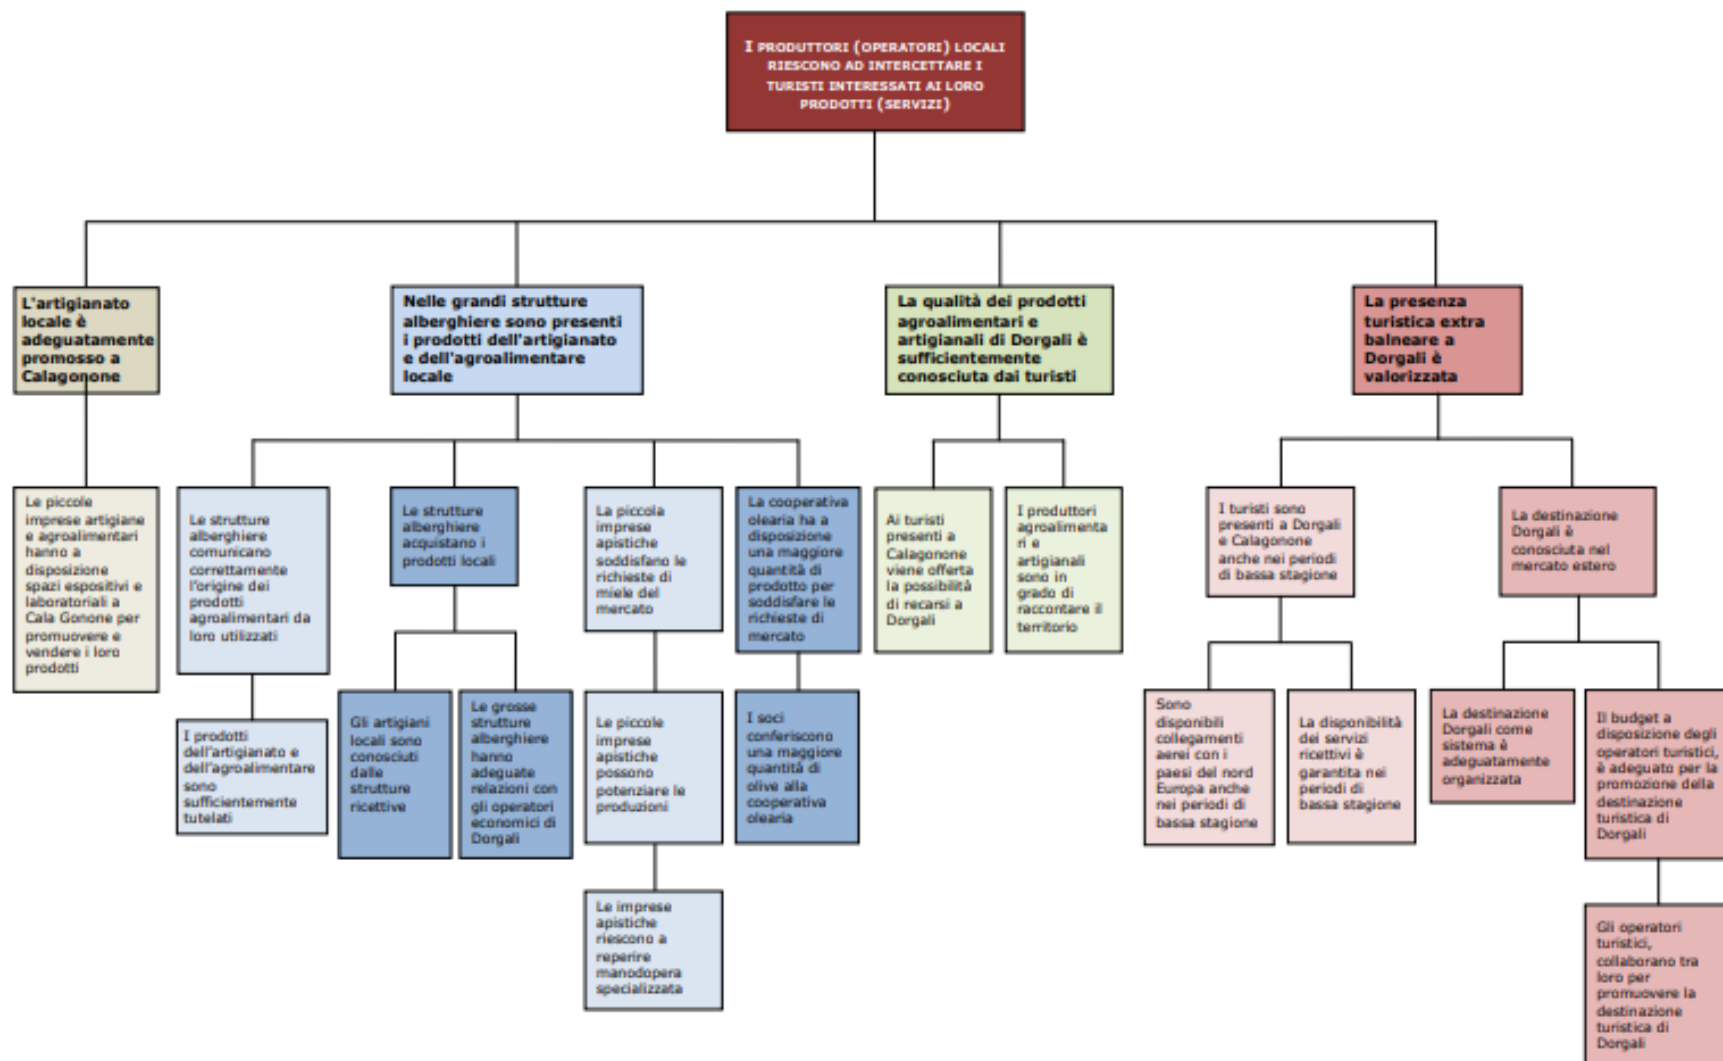 I PRODUTTORI (OPERATORI) LOCALI
RIESCONO AD INTERCETTARE I
TURISTI INTERESSATI AI LORO
PRODOTTI (SERVIZI)
L'artigianato
locale è
adeguatamente
promosso a
Calagonone
Nelle grandi strutture
alberghiere sono presenti
i prodotti dell'artigianato
e dell'agroalimentare
locale
La qualità dei prodotti
agroalimentari e
artigianali di Dorgali è
sufficientemente
conosciuta dai turisti
La presenza
turistica extra
balneare a
Dorgali è
valorizzata
Le piccole
imprese artigiane
e agroalimentari
hanno a
disposizione
spazi espositivi e
laboratoriali a
Cala Gonone per
promuovere e
vendere i loro
prodotti
Le strutture
alberghiere
comunicano
correttamente
l'origine dei
prodotti
agroalimentari da
loro utilizzati
Le strutture
alberghiere
acquistano i
prodotti locali
La piccola
imprese
apistiche
soddisfano le
richieste di
miele del
mercato
La cooperativa
olearia ha a
disposizione
una maggiore
quantità di
prodotto per
soddisfare le
richieste di
mercato
Ai turisti
presenti a
Calagonone
viene offerta
la possibilità
di recarsi a
Dorgali
I produttori
agroalimenta
ri e
artigianali
sono in
grado di
raccontare il
territorio
I turisti sono
presenti a Dorgali
e Calagonone
anche nei periodi
di bassa stagione
La destinazione
Dorgali è
conosciuta nel
mercato estero
I prodotti
dell'artigianato e
dell'agroalimentare
sono
sufficientemente
tutelati
Gli artigiani
locali sono
conosciuti
dalle
strutture
ricettive
Le grosse
strutture
alberghiere
hanno
adeguate
relazioni con
gli operatori
economici di
Dorgali
Le piccole
imprese
apistiche
possono
potenziare le
produzioni
I soci
conferiscono
una maggiore
quantità di
olive alla
cooperativa
olearia
Sono
disponibili
collegamenti
aerei con i
paesi del nord
Europa anche
nei periodi di
bassa stagione
La disponibilità
dei servizi
ricettivi è
garantita nei
periodi di
bassa stagione
La destinazione
Dorgali come
sistema è
adeguatamente
organizzata
Il budget a
disposizione degli
operatori turistici,
è adeguato per la
promozione della
destinazione
turistica di
Dorgali
Le imprese
apistiche
riescono a
reperire
manodopera
specializzata
Gli operatori
turistici,
collaborano tra
loro per
promuovere la
destinazione
turistica di
Dorgali